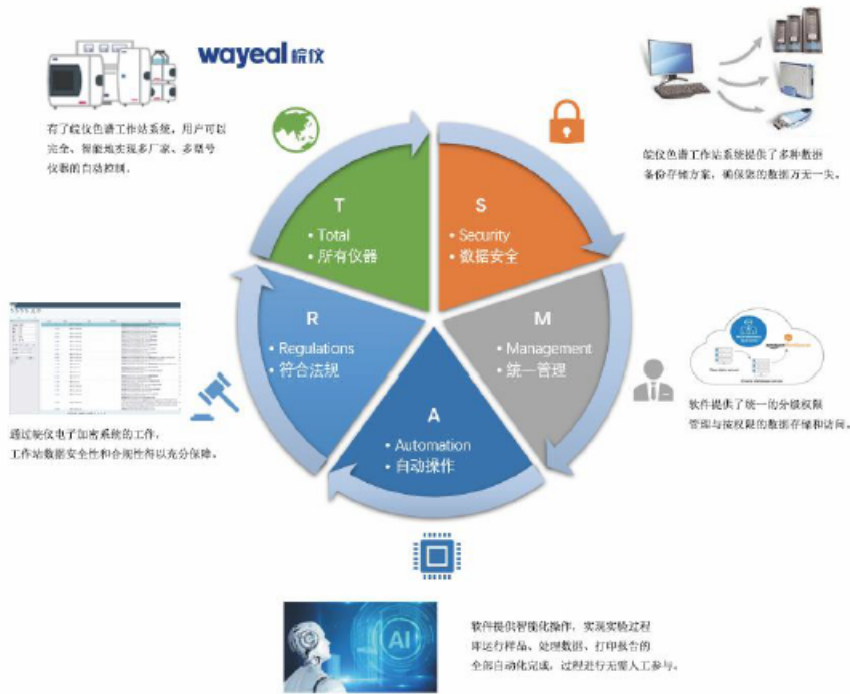 wayeal 皖仪
有了皖仪色谱工作站系统，用户可以
完全、智能地实现多厂家、多型号
仪器的自动控制。
皖仪色谱工作站系统提供了多种数据
备份存储方案，确保您的数据万无一失。
T
• Total
• 所有仪器
S
• Security
• 数据安全
R
• Regulations
• 符合法规
M
• Management
• 统一管理
A
• Automation
• 自动操作
通过皖仪电子加密系统的工作，
工作站数据安全性和合规性得以充分保障。
软件提供了统一的分级权限
管理与按权限的数据存储和访问。
AI
软件提供智能化操作，实现实验过程
即运行样品、处理数据、打印报告的
全部自动化完成，过程进行无需人工参与。